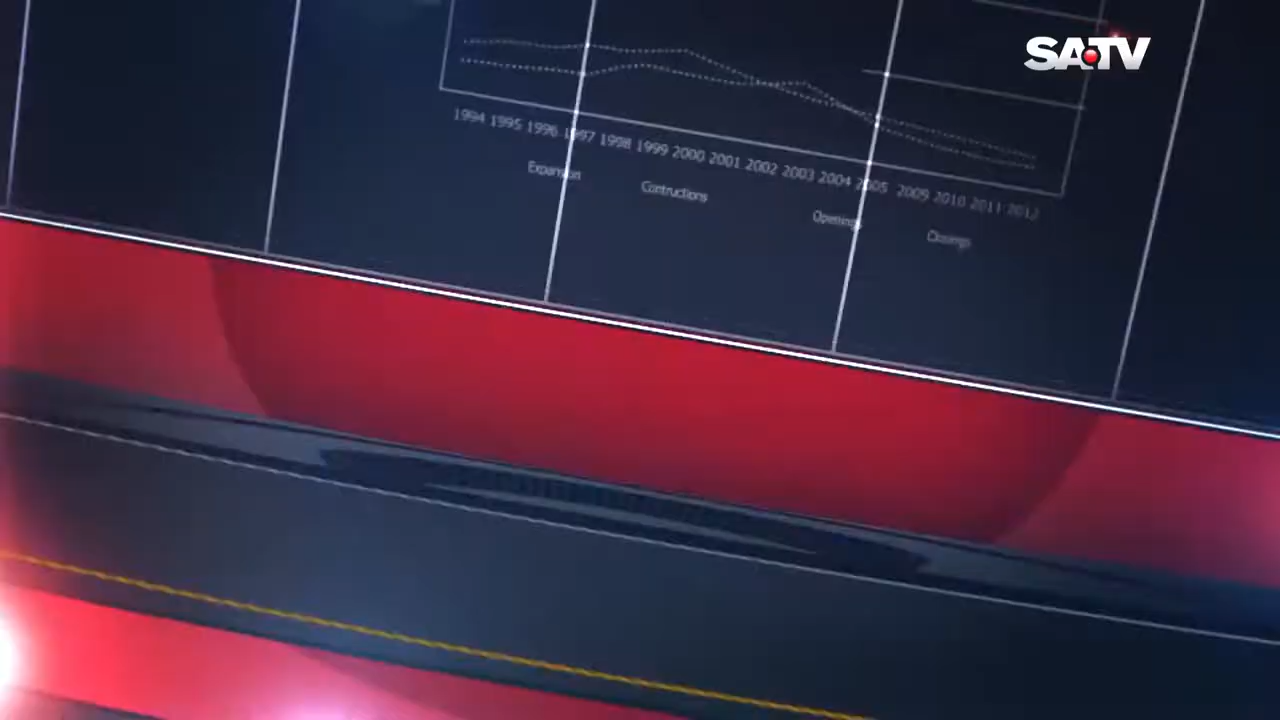 SATV
1994 1995 1996 1997 1998 1999 2000 2001 2002 2003 2004 2005 2009 2010 2011 2012
Expansion
Contructions
Openings
Closings